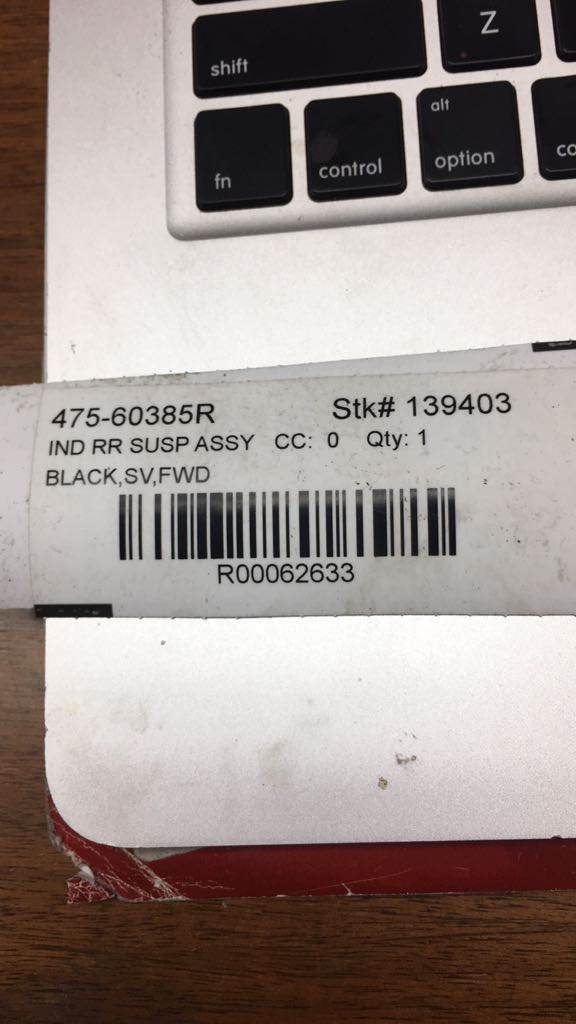 Z
shift
alt
fn control option co
475-60385R Stk# 139403
IND RR SUSP ASSY CC: 0 Qty: 1
BLACK,SV,FWD
R00062633